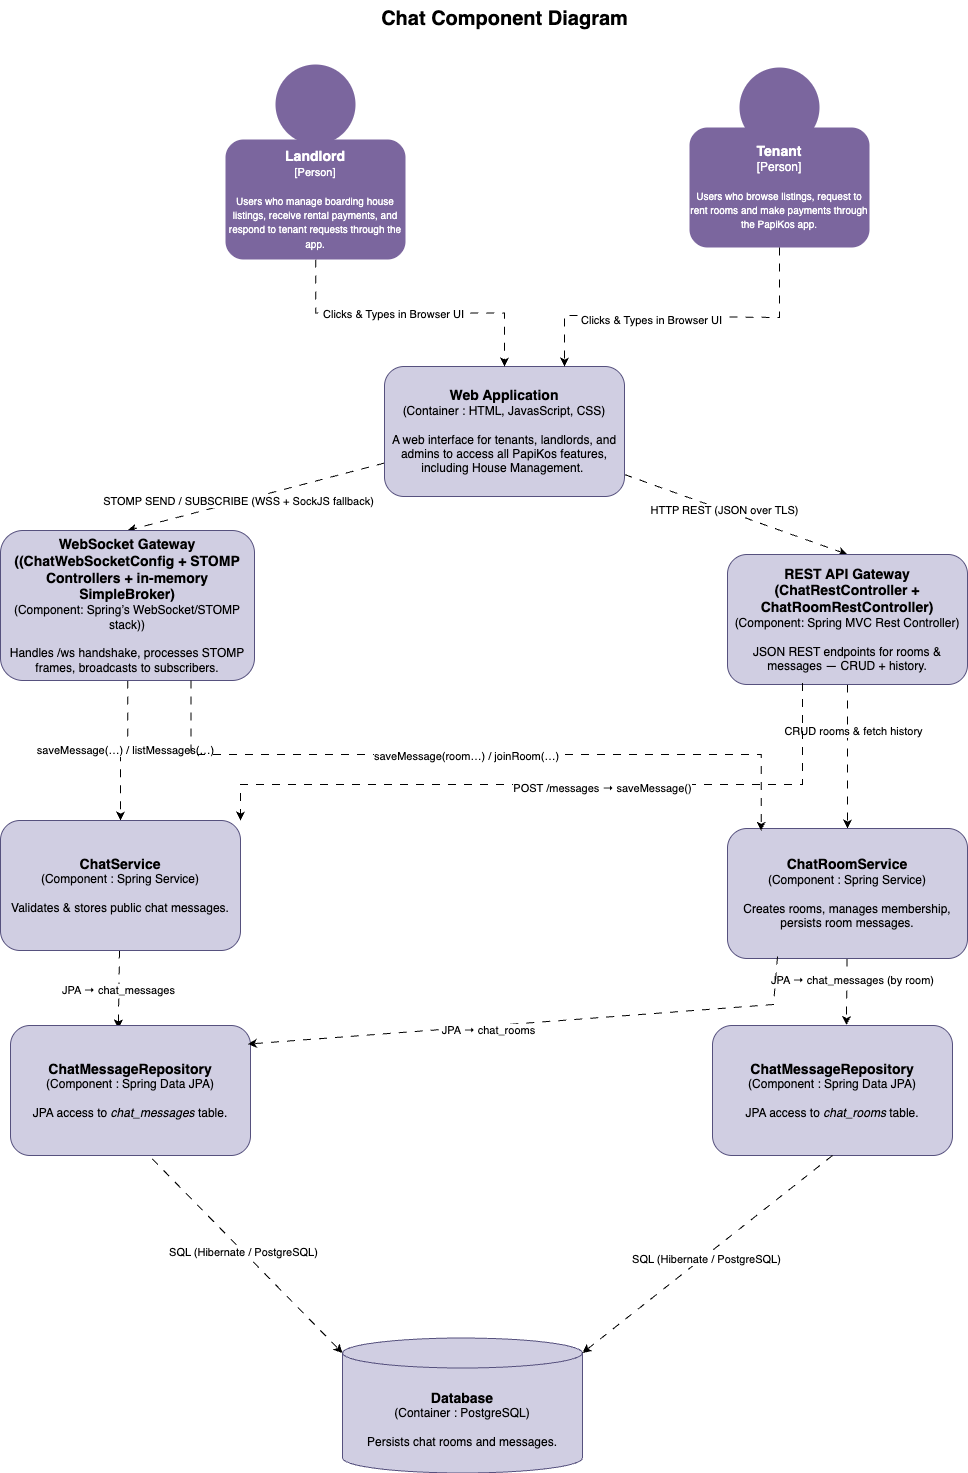 Chat Component Diagram
Landlord
[Person]
Users who manage boarding house
listings, receive rental payments, and
respond to tenant requests through the
app.
Tenant
[Person]
Users who browse listings, request to
rent rooms and make payments through
the PapiKos app.
Clicks & Types in Browser UI
Clicks & Types in Browser UI
Web Application
(Container : HTML, JavasScript, CSS)
A web interface for tenants, landlords, and
admins to access all PapiKos features,
including House Management.
STOMP SEND / SUBSCRIBE (WSS + SockJS fallback)
HTTP REST (JSON over TLS)
WebSocket Gateway
((ChatWebSocketConfig + STOMP
Controllers + in-memory
SimpleBroker)
(Component: Spring's WebSocket/STOMP
stack))
Handles /ws handshake, processes STOMP
frames, broadcasts to subscribers.
REST API Gateway
(ChatRestController +
ChatRoomRestController)
(Component: Spring MVC Rest Controller)
JSON REST endpoints for rooms &
messages — CRUD + history.
saveMessage(…) / listMessages(…)
saveMessage(room…) / joinRoom(…)
CRUD rooms & fetch history
POST /messages → saveMessage()
ChatService
(Component : Spring Service)
Validates & stores public chat messages.
ChatRoomService
(Component : Spring Service)
Creates rooms, manages membership,
persists room messages.
JPA → chat_messages
JPA → chat_messages (by room)
JPA → chat_rooms
ChatMessageRepository
(Component : Spring Data JPA)
JPA access to chat_messages table.
ChatMessageRepository
(Component : Spring Data JPA)
JPA access to chat_rooms table.
SQL (Hibernate / PostgreSQL)
SQL (Hibernate / PostgreSQL)
Database
(Container : PostgreSQL)
Persists chat rooms and messages.